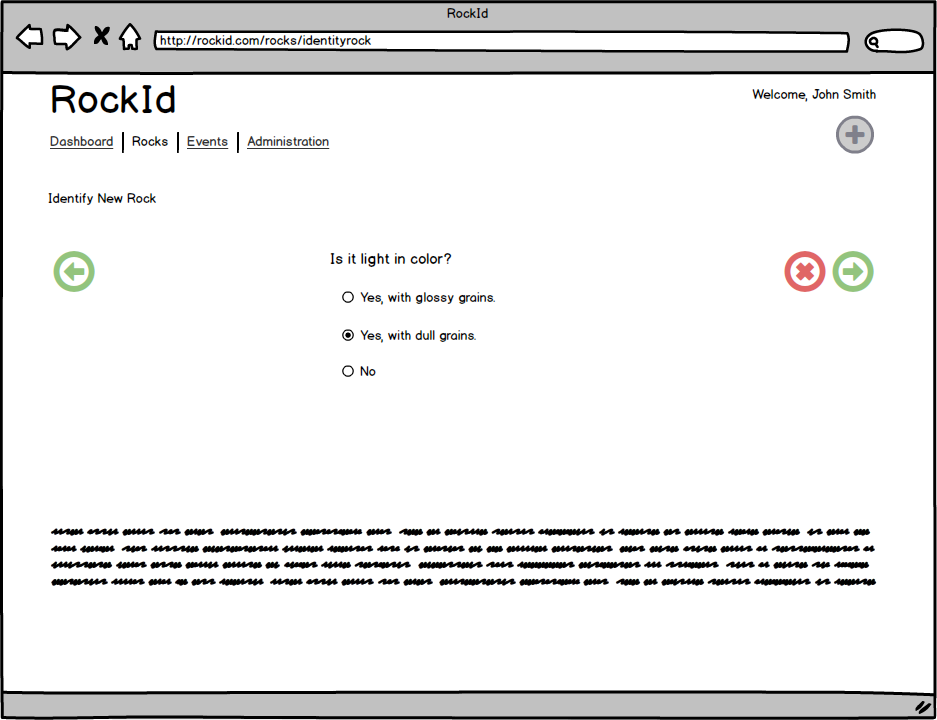 RockId
http://rockid.com/rocks/identityrock
RockId
Welcome, John Smith
Dashboard Rocks Events Administration
Identify New Rock
Is it light in color?
Yes, with glossy grains.
Yes, with dull grains.
No